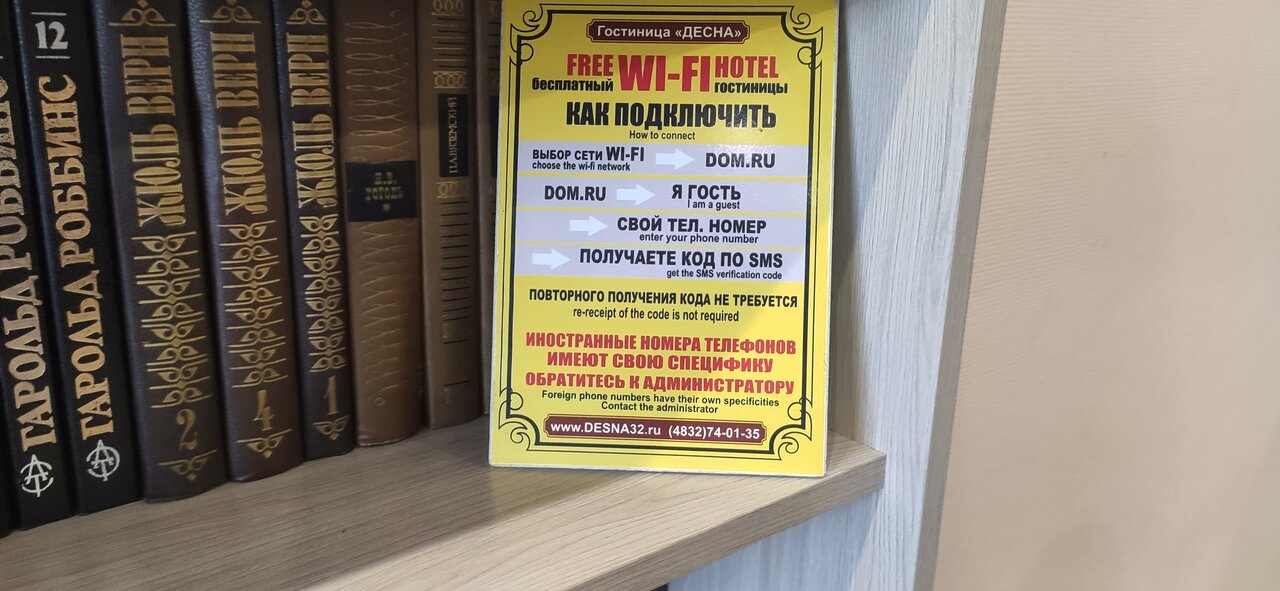 12
ГАРОЛЬД РОББИНС
ГАРОЛЬД РОББИНС
ЖЮЛЬ ВЕРН
2
ЖЮЛЬ ВЕРН
4
ЖЮЛЬ ВЕРН
1
Н.В.
ГОГОЛЬ
П.А.ВЯЗЕМСКИЙ
Гостиница «ДЕСНА»
FREE WI-FI HOTEL
бесплатный гостиницы
КАК ПОДКЛЮЧИТЬ
How to connect
ВЫБОР СЕТИ WI-FI DOM.RU
choose the wi-fi network
DOM.RU Я ГОСТЬ
I am a guest
СВОЙ ТЕЛ. НОМЕР
enter your phone number
ПОЛУЧАЕТЕ КОД ПО SMS
get the SMS verification code
ПОВТОРНОГО ПОЛУЧЕНИЯ КОДА НЕ ТРЕБУЕТСЯ
re-receipt of the code is not required
ИНОСТРАННЫЕ НОМЕРА ТЕЛЕФОНОВ
ИМЕЮТ СВОЮ СПЕЦИФИКУ
ОБРАТИТЕСЬ К АДМИНИСТРАТОРУ
Foreign phone numbers have their own specificities
Contact the administrator
www.DESNA32.ru (4832)74-01-35